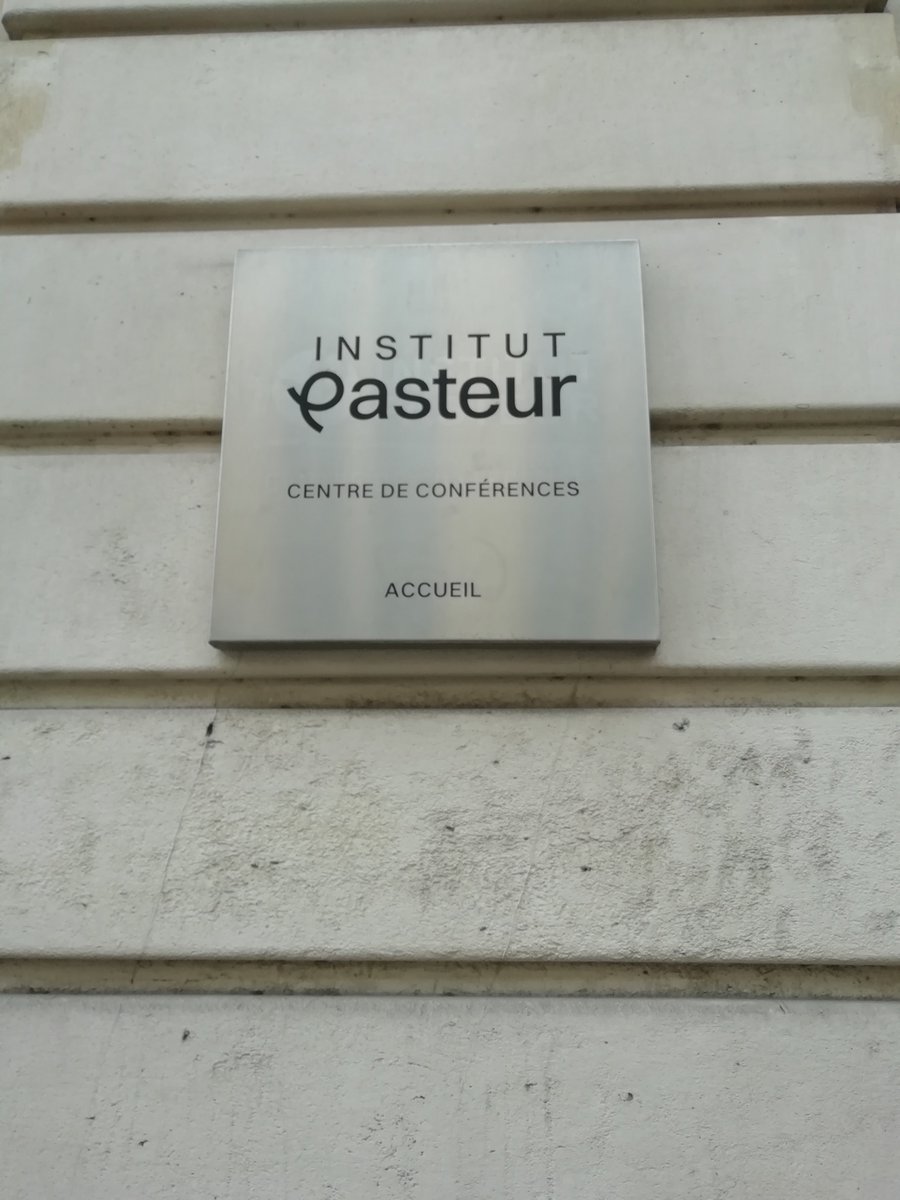 INSTITUT
Pasteur
CENTRE DE CONFÉRENCES
ACCUEIL